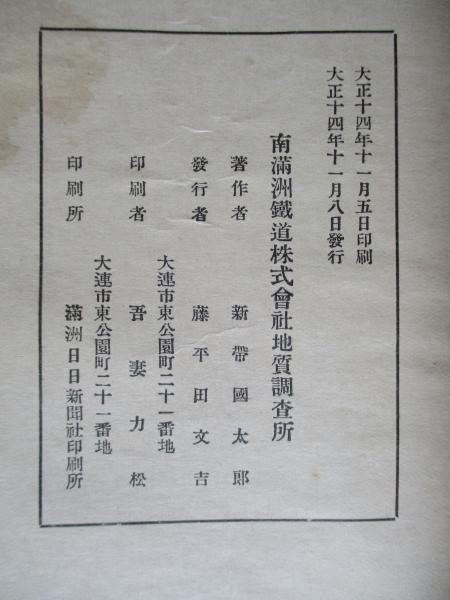 大正十四年十一月五日印刷
大正十四年十一月八日發行
南滿洲鐵道株式會社地質調查所
著作者 新帶國太郎
發行者 藤平田文吉
大連市東公園町二十一番地
印刷者 吾妻力松
大連市東公園町二十一番地
印刷所 滿洲日日新聞社印刷所